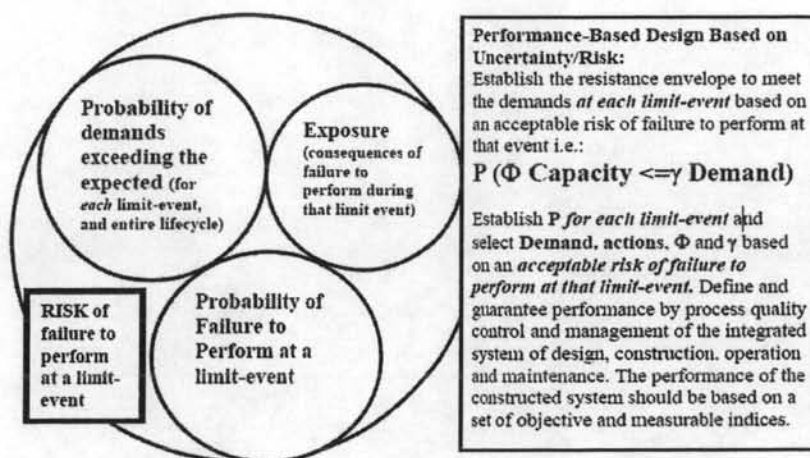 Probability of
demands
exceeding the
expected (for
each limit-event,
and entire lifecycle)
Exposure
(consequences of
failure to
perform during
that limit event)
Probability of
Failure to
Perform at a
limit-event
RISK of
failure to
perform
at a limit-
event
Performance-Based Design Based on
Uncertainty/Risk:
Establish the resistance envelope to meet
the demands at each limit-event based on
an acceptable risk of failure to perform at
that event i.e.:
P (Φ Capacity <=γ Demand)
Establish P for each limit-event and
select Demand, actions, Φ and γ based
on an acceptable risk of failure to
perform at that limit-event. Define and
guarantee performance by process quality
control and management of the integrated
system of design, construction, operation
and maintenance. The performance of the
constructed system should be based on a
set of objective and measurable indices.